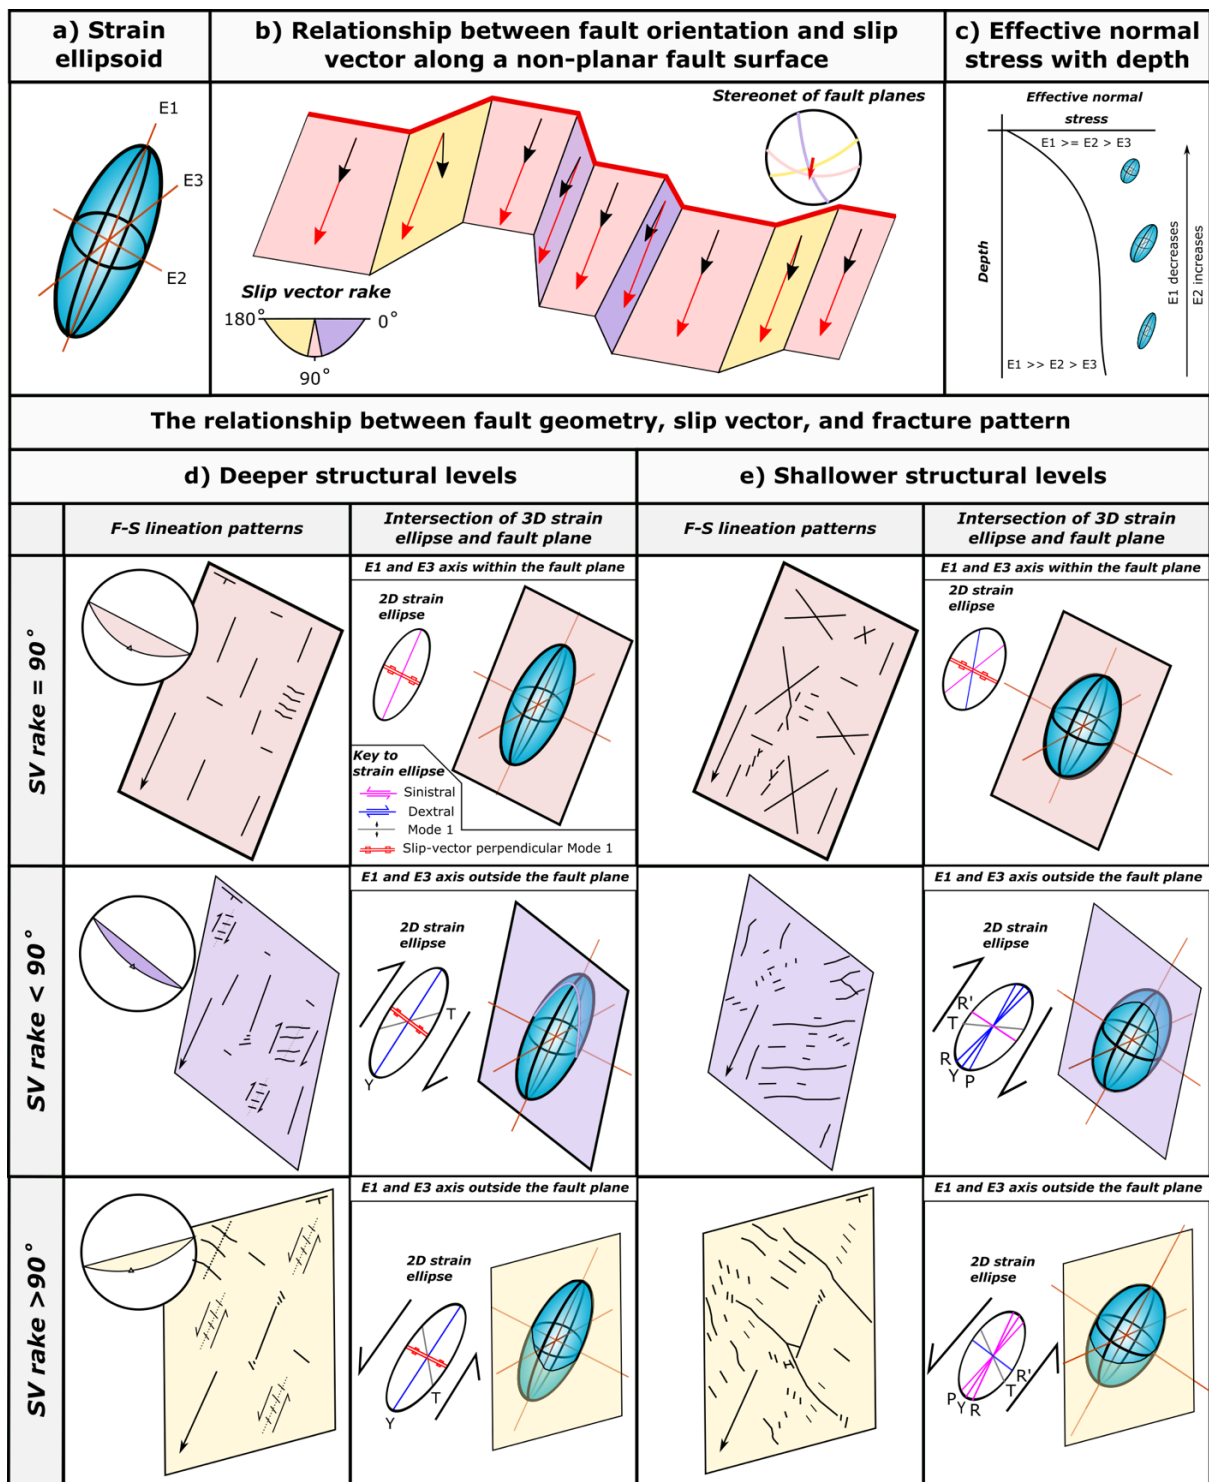 a) Strain
ellipsoid
b) Relationship between fault orientation and slip
vector along a non-planar fault surface
c) Effective normal
stress with depth
E1
E3
E2
Stereonet of fault planes
Slip vector rake
180°
0°
90°
Effective normal
stress
E1 >= E2 > E3
Depth
E1 decreases
E2 increases
E1 >> E2 > E3
The relationship between fault geometry, slip vector, and fracture pattern
d) Deeper structural levels
e) Shallower structural levels
F-S lineation patterns
Intersection of 3D strain
ellipse and fault plane
F-S lineation patterns
Intersection of 3D strain
ellipse and fault plane
SV rake = 90°
E1 and E3 axis within the fault plane
2D strain
ellipse
Key to
strain ellipse
Sinistral
Dextral
Mode 1
Slip-vector perpendicular Mode 1
E1 and E3 axis within the fault plane
2D strain
ellipse
SV rake < 90°
E1 and E3 axis outside the fault plane
2D strain
ellipse
T
Y
E1 and E3 axis outside the fault plane
2D strain
ellipse
R'
T
R
Y
P
SV rake >90°
E1 and E3 axis outside the fault plane
2D strain
ellipse
T
Y
H
E1 and E3 axis outside the fault plane
2D strain
ellipse
R'
T
P
Y
R